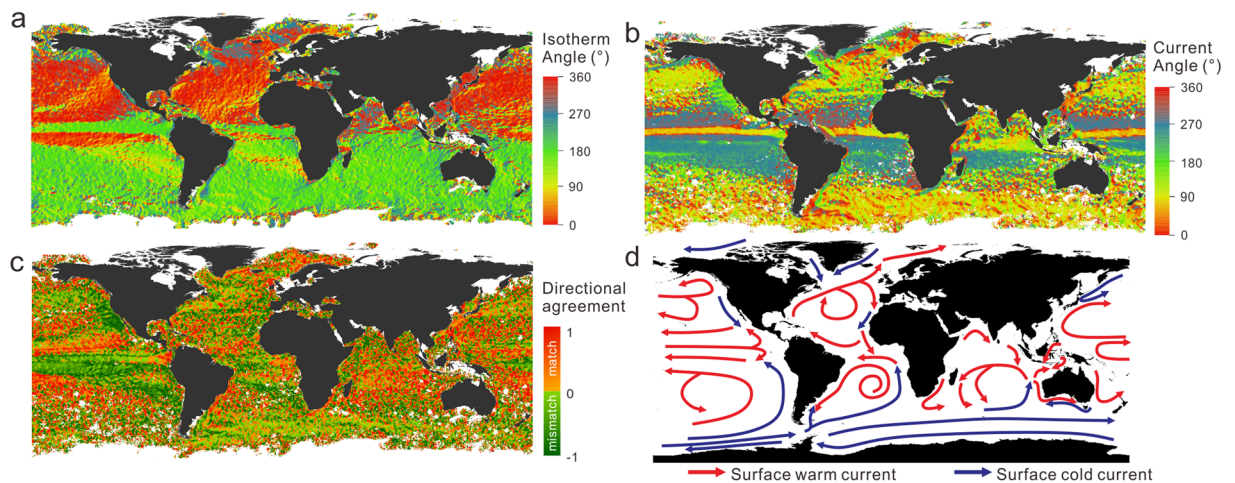 a
Isotherm
Angle (°)
360
270
180
90
0
b
Current
Angle (°)
360
270
180
90
0
c
Directional
agreement
1
match
0
mismatch
-1
d
Surface warm current
Surface cold current